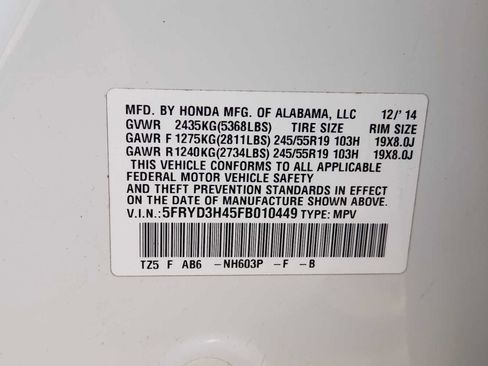 MFD. BY HONDA MFG. OF ALABAMA, LLC 12/'14
GVWR 2435KG(5368LBS) TIRE SIZE RIM SIZE
GAWR F 1275KG(2811LBS) 245/55R19 103H 19X8.0J
GAWR R 1240KG(2734LBS) 245/55R19 103H 19X8.0J
THIS VEHICLE CONFORMS TO ALL APPLICABLE
FEDERAL MOTOR VEHICLE SAFETY
AND THEFT PREVENTION STANDARDS IN EFFECT
ON THE DATE OF MANUFACTURE SHOWN ABOVE.
V.I.N.: 5FRYD3H45FB010449 TYPE: MPV
TZ5 F AB6 -NH603P -F -B